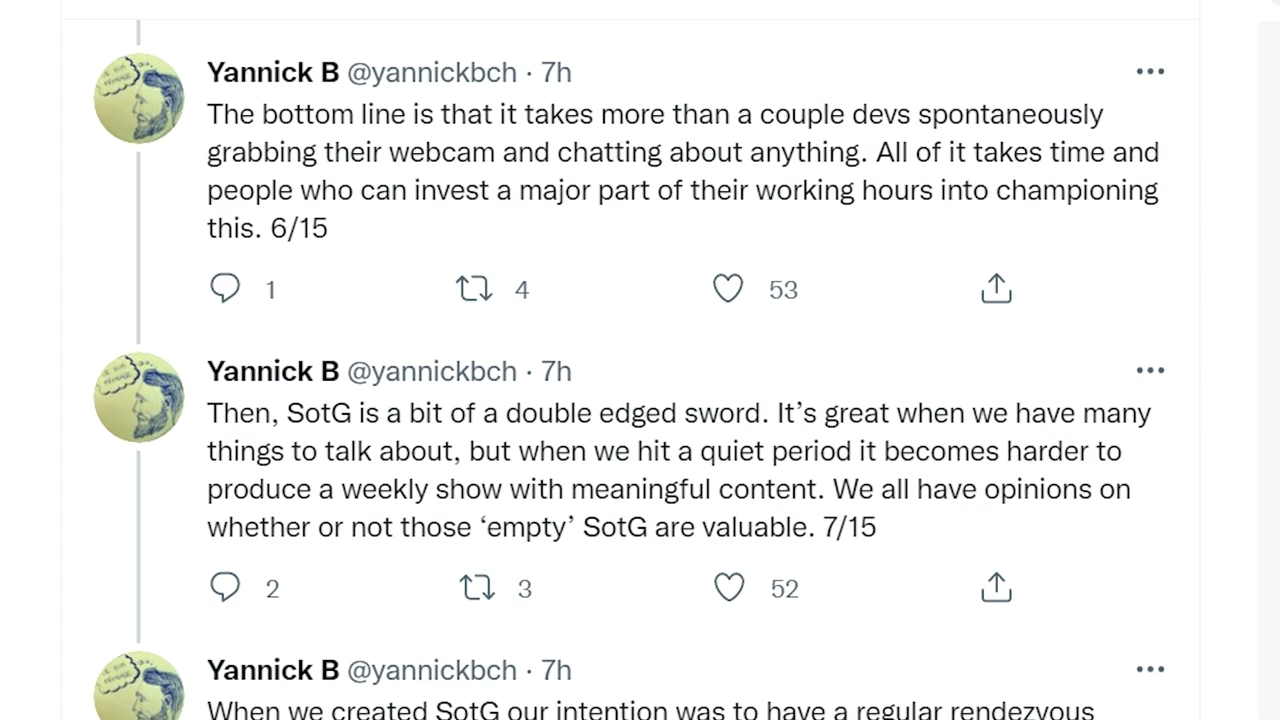 Yannick B @yannickbch · 7h
The bottom line is that it takes more than a couple devs spontaneously
grabbing their webcam and chatting about anything. All of it takes time and
people who can invest a major part of their working hours into championing
this. 6/15
1 4 53
Yannick B @yannickbch · 7h
Then, SotG is a bit of a double edged sword. It’s great when we have many
things to talk about, but when we hit a quiet period it becomes harder to
produce a weekly show with meaningful content. We all have opinions on
whether or not those ‘empty’ SotG are valuable. 7/15
2 3 52
Yannick B @yannickbch · 7h
When we created SotG our intention was to have a regular rendezvous